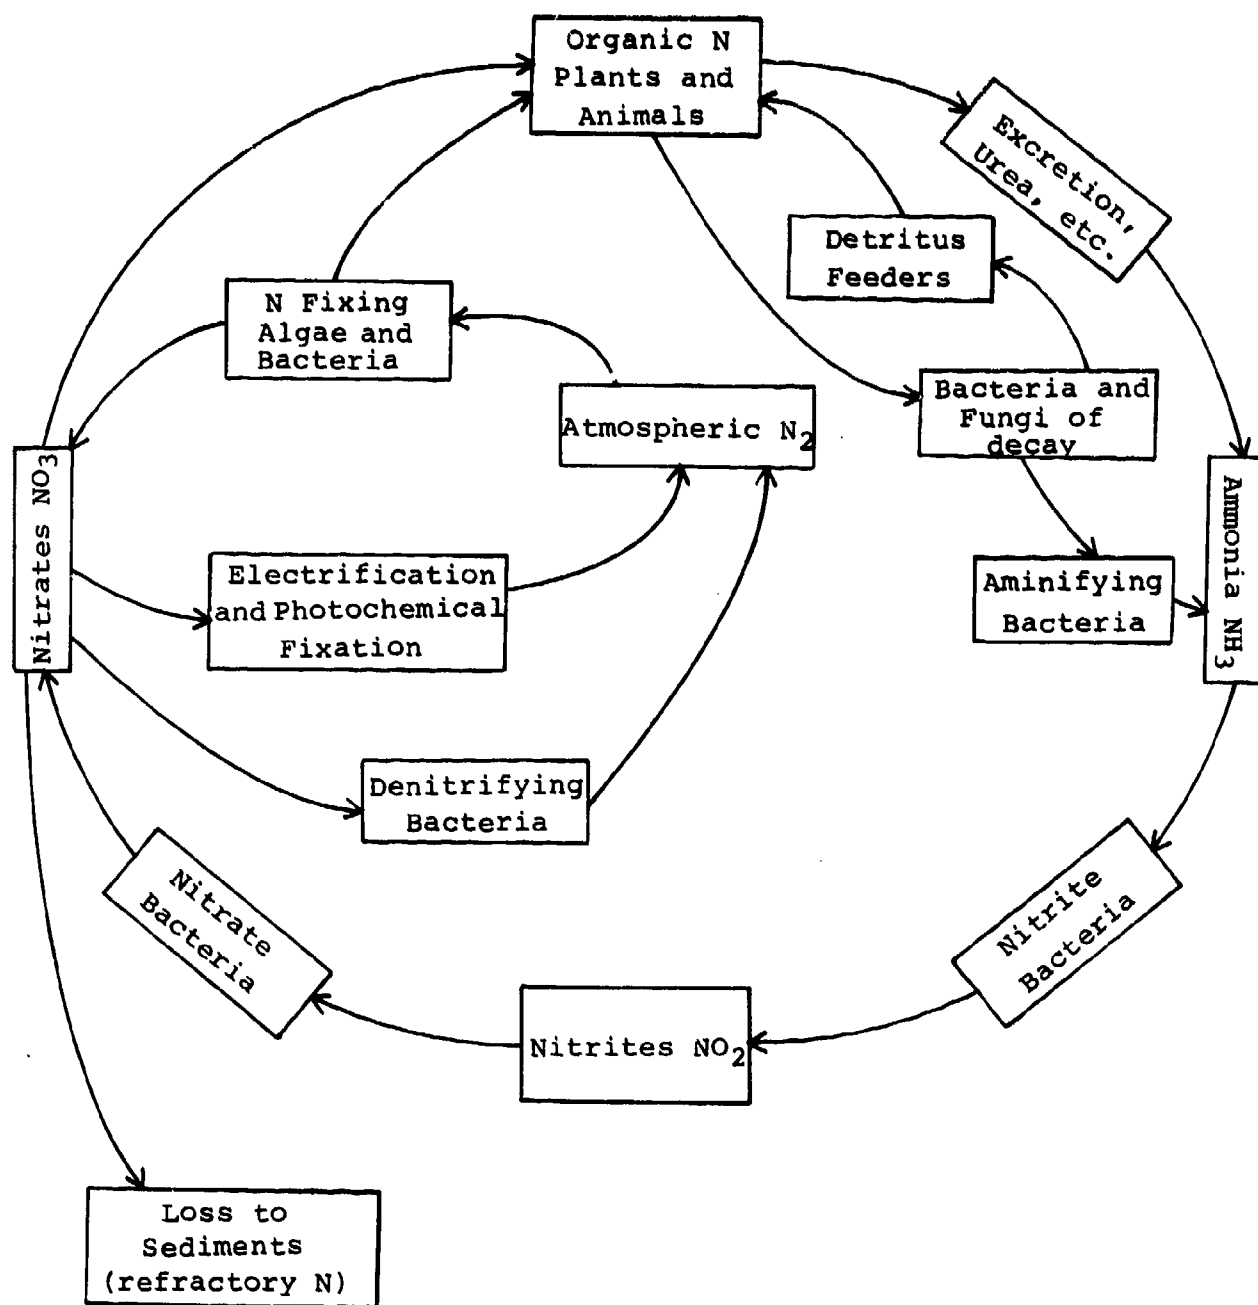 Organic N
Plants and
Animals
Excretion,
Urea, etc.
Detritus
Feeders
N Fixing
Algae and
Bacteria
Atmospheric N₂
Bacteria and
Fungi of
decay
Nitrates NO₃
Ammonia NH₃
Electrification
and Photochemical
Fixation
Aminifying
Bacteria
Denitrifying
Bacteria
Nitrate
Bacteria
Nitrite
Bacteria
Nitrites NO₂
Loss to
Sediments
(refractory N)